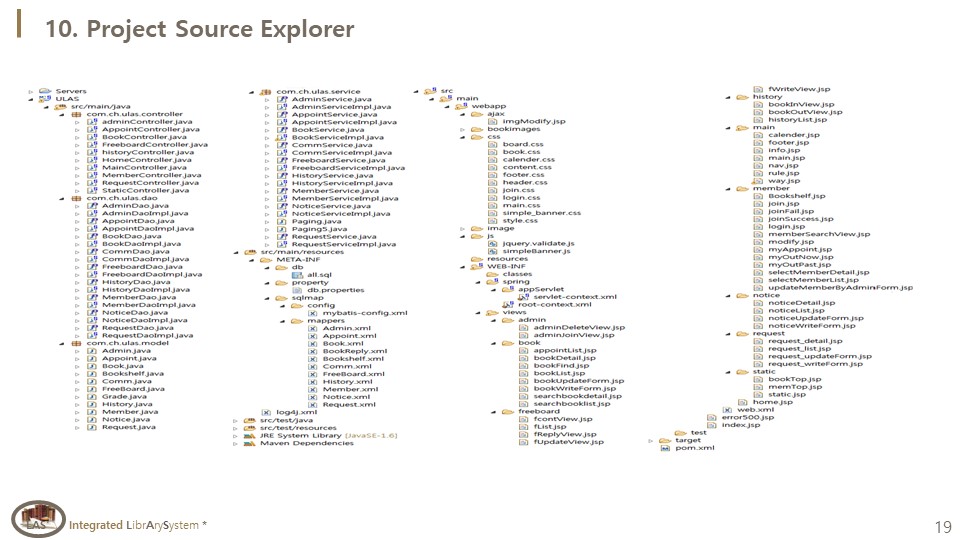 10. Project Source Explorer
Servers
ULAS
src/main/java
com.ch.ulas.controller
adminController.java
AppointController.java
BookController.java
FreeboardController.java
historyController.java
HomeController.java
MainController.java
MemberController.java
RequestController.java
StaticController.java
com.ch.ulas.dao
AdminDao.java
AdminDaoImpl.java
AppointDao.java
AppointDaoImpl.java
BookDao.java
BookDaoImpl.java
CommDao.java
CommDaoImpl.java
FreeboardDao.java
FreeboardDaoImpl.java
HistoryDao.java
HistoryDaoImpl.java
MemberDao.java
MemberDaoImpl.java
NoticeDao.java
NoticeDaoImpl.java
RequestDao.java
RequestDaoImpl.java
com.ch.ulas.model
Admin.java
Appoint.java
Book.java
Bookshelf.java
Comm.java
FreeBoard.java
Grade.java
History.java
Member.java
Notice.java
Request.java
com.ch.ulas.service
AdminService.java
AdminServiceImpl.java
AppointService.java
AppointServiceImpl.java
BookService.java
BookServiceImpl.java
CommService.java
CommServiceImpl.java
FreeboardService.java
FreeboardServiceImpl.java
HistoryService.java
HistoryServiceImpl.java
MemberService.java
MemberServiceImpl.java
NoticeService.java
NoticeServiceImpl.java
Paging.java
Paging5.java
RequestService.java
RequestServiceImpl.java
src/main/resources
META-INF
db
all.sql
property
db.properties
sqlmap
config
mybatis-config.xml
mappers
Admin.xml
Appoint.xml
Book.xml
BookReply.xml
Bookshelf.xml
Comm.xml
FreeBoard.xml
History.xml
Member.xml
Notice.xml
Request.xml
log4j.xml
src/test/java
src/test/resources
JRE System Library [JavaSE-1.6]
Maven Dependencies
src
main
webapp
ajax
imgModify.jsp
bookimages
css
board.css
book.css
calender.css
content.css
footer.css
header.css
join.css
login.css
main.css
simple_banner.css
style.css
image
js
jquery.validate.js
simpleBanner.js
resources
WEB-INF
classes
spring
appServlet
servlet-context.xml
root-context.xml
views
admin
adminDeleteView.jsp
adminJoinView.jsp
book
appointList.jsp
bookDetail.jsp
bookFind.jsp
bookList.jsp
bookUpdateForm.jsp
bookWriteForm.jsp
searchbookdetail.jsp
searchbooklist.jsp
freeboard
fcontView.jsp
fList.jsp
fReplyView.jsp
fUpdateView.jsp
fWriteView.jsp
history
bookInView.jsp
bookOutView.jsp
historyList.jsp
main
calender.jsp
footer.jsp
info.jsp
main.jsp
nav.jsp
rule.jsp
way.jsp
member
Bookshelf.jsp
join.jsp
joinFail.jsp
joinSuccess.jsp
login.jsp
memberSearchView.jsp
modify.jsp
myAppoint.jsp
myOutNow.jsp
myOutPast.jsp
selectMemberDetail.jsp
selectMemberList.jsp
updateMemberByAdminForm.jsp
notice
noticeDetail.jsp
noticeList.jsp
noticeUpdateForm.jsp
noticeWriteForm.jsp
request
request_detail.jsp
request_list.jsp
request_updateForm.jsp
request_writeForm.jsp
static
bookTop.jsp
memTop.jsp
static.jsp
home.jsp
web.xml
error500.jsp
index.jsp
test
target
pom.xml
LAS
Integrated LibrArySystem *
19